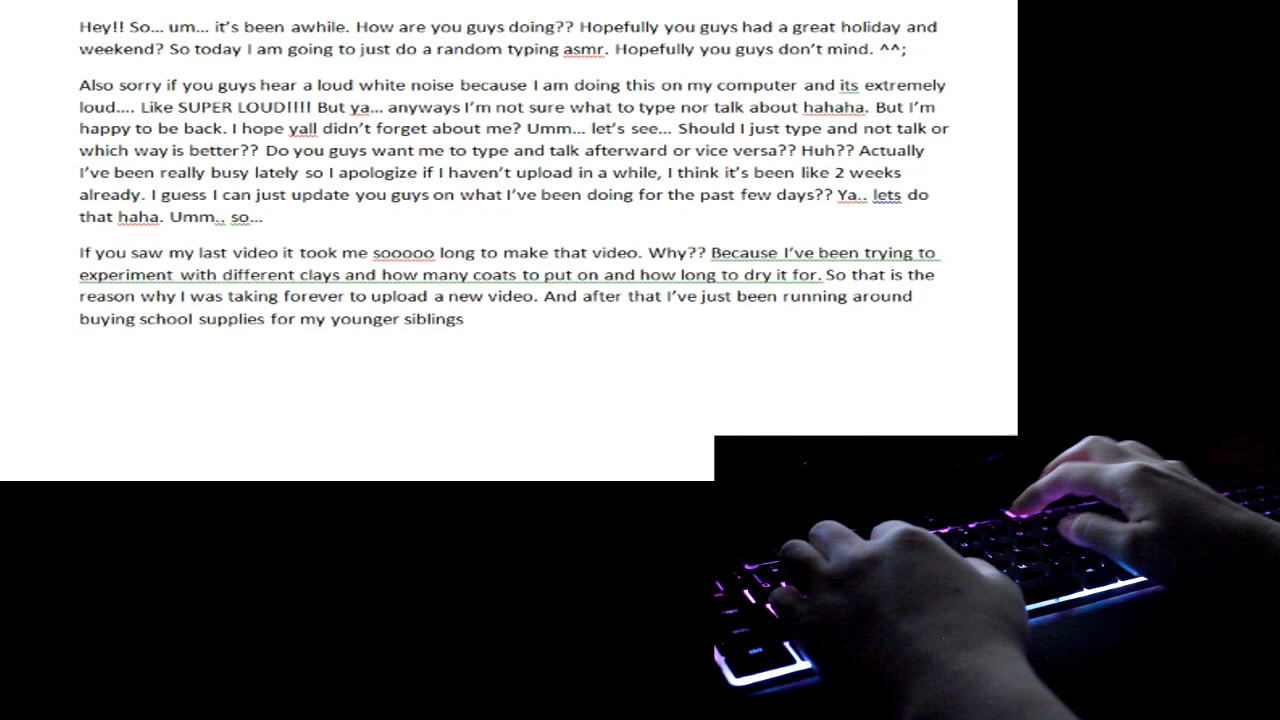 Hey!! So... um... it's been awhile. How are you guys doing?? Hopefully you guys had a great holiday and
weekend? So today I am going to just do a random typing asmr. Hopefully you guys don't mind. ^^;
Also sorry if you guys hear a loud white noise because I am doing this on my computer and its extremely
loud.... Like SUPER LOUD!!!! But ya... anyways I'm not sure what to type nor talk about hahaha. But I'm
happy to be back. I hope yall didn't forget about me? Umm... let's see... Should I just type and not talk or
which way is better?? Do you guys want me to type and talk afterward or vice versa?? Huh?? Actually
I've been really busy lately so I apologize if I haven't upload in a while, I think it's been like 2 weeks
already. I guess I can just update you guys on what I've been doing for the past few days?? Ya.. lets do
that haha. Umm.. so...
If you saw my last video it took me sooooo long to make that video. Why?? Because I've been trying to
experiment with different clays and how many coats to put on and how long to dry it for. So that is the
reason why I was taking forever to upload a new video. And after that I've just been running around
buying school supplies for my younger siblings